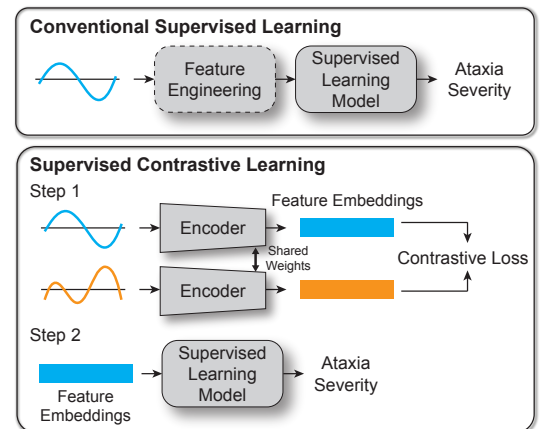 Conventional Supervised Learning
Feature
Engineering
Supervised
Learning
Model
Ataxia
Severity
Supervised Contrastive Learning
Step 1
Feature Embeddings
Encoder
Shared
Weights
Contrastive Loss
Encoder
Step 2
Feature
Embeddings
Supervised
Learning
Model
Ataxia
Severity